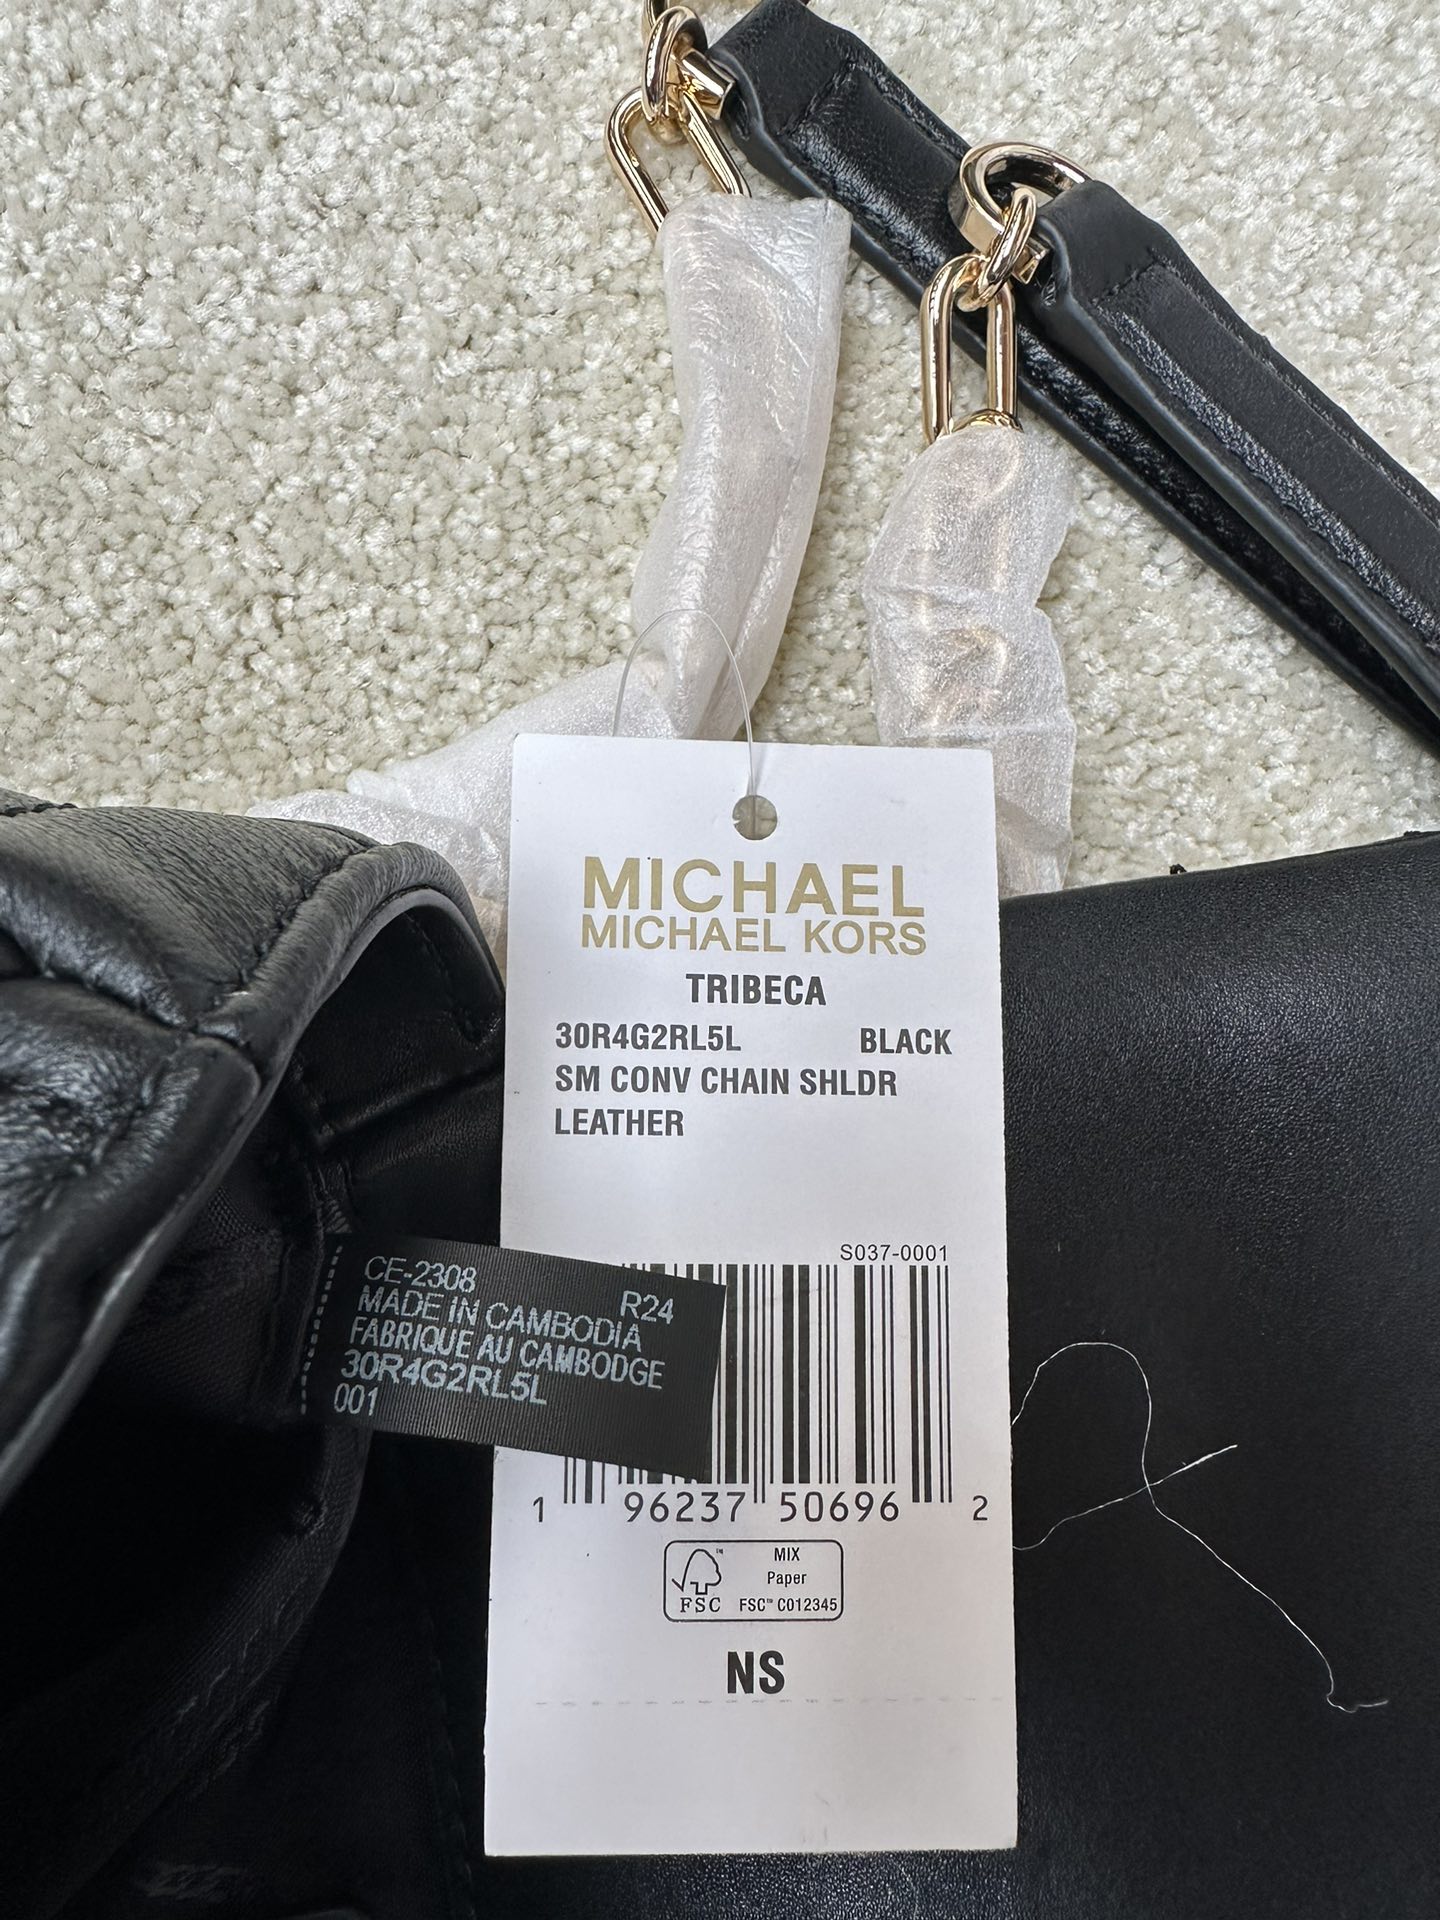 MICHAEL
MICHAEL KORS
TRIBECA
30R4G2RL5L BLACK
SM CONV CHAIN SHLDR
LEATHER
S037-0001
CE-2308
R24
MADE IN CAMBODIA
FABRIQUE AU CAMBODGE
30R4G2RL5L
001
1 96237 50696 2
FSC™
MIX
Paper
FSC™ C012345
NS